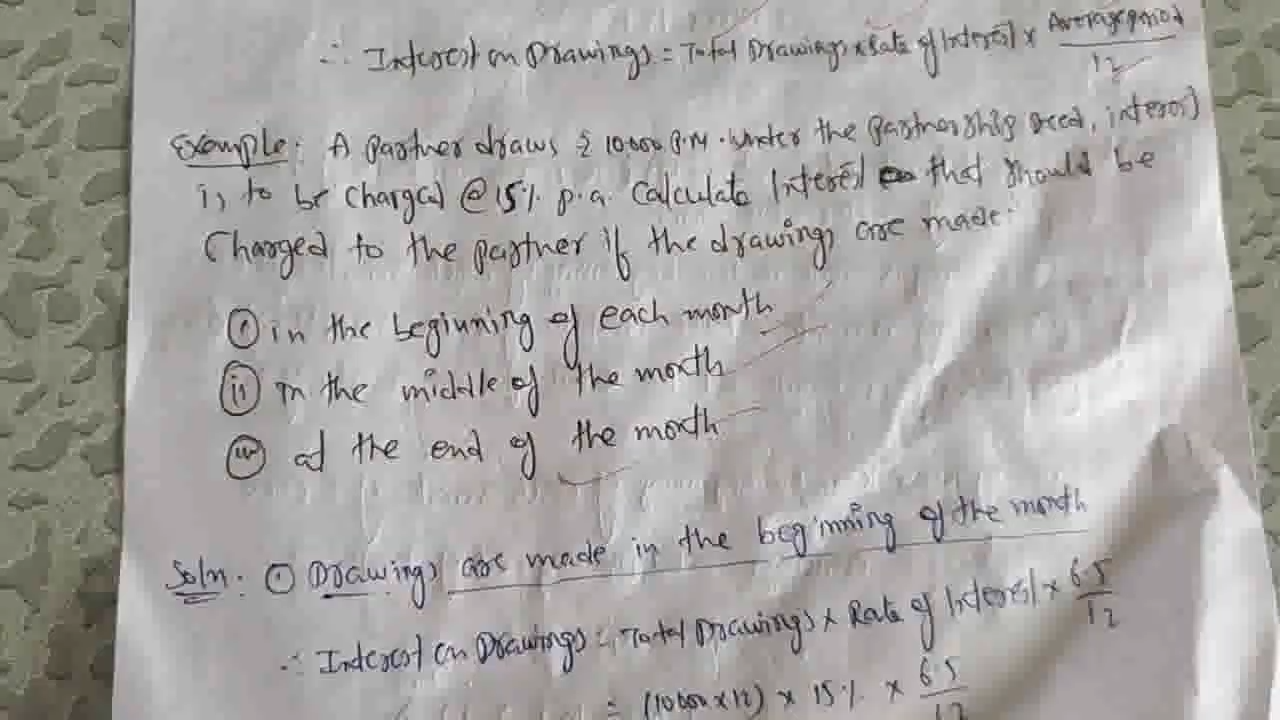 ∴ Interest on Drawings = Total Drawings x Rate of Interest x Average period / 12
Example: A partner draws ₹ 10000 P.M. Under the partnership deed, interest
is to be charged @ 15% p.a. Calculate Interest that should be
Charged to the partner if the drawings are made:
(i) in the beginning of each month
(ii) in the middle of the month
(iii) at the end of the month
Soln: (i) Drawings are made in the beginning of the month
∴ Interest on Drawings = Total Drawings x Rate of Interest x 6.5 / 12
= (10000 x 12) x 15% x 6.5 / 12